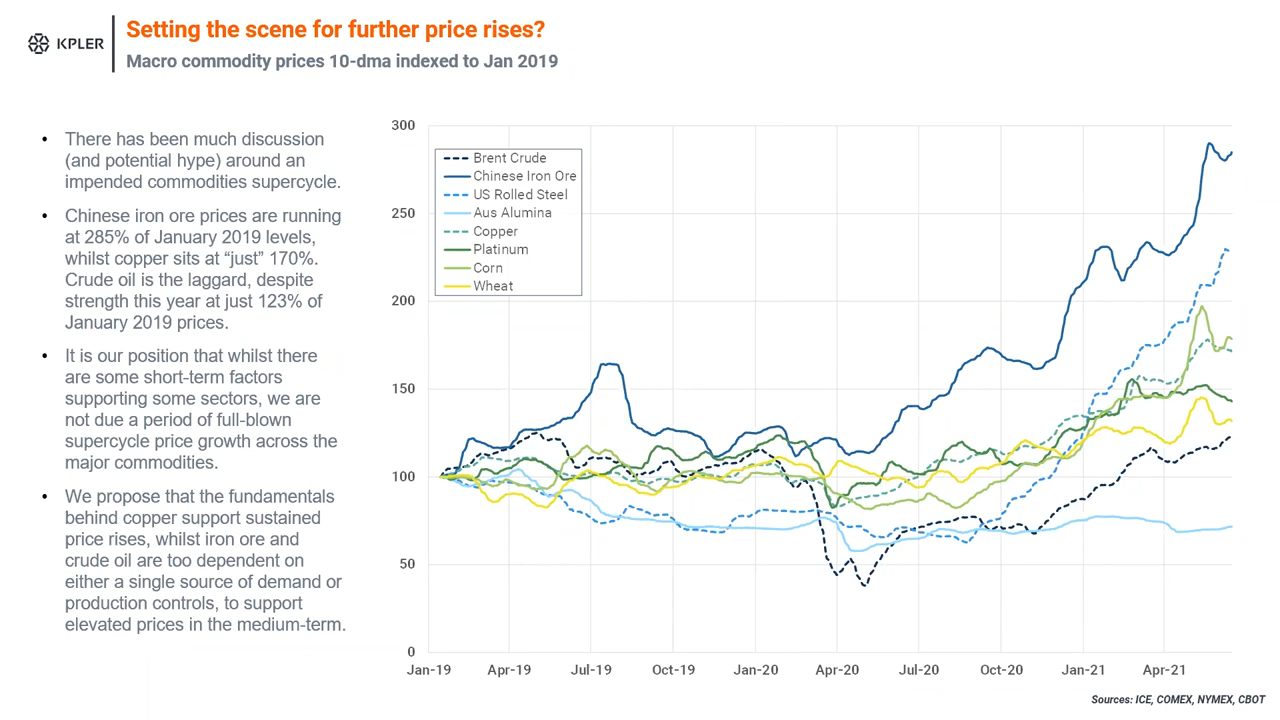 KPLER
Setting the scene for further price rises?
Macro commodity prices 10-dma indexed to Jan 2019
• There has been much discussion
(and potential hype) around an
impended commodities supercycle.
• Chinese iron ore prices are running
at 285% of January 2019 levels,
whilst copper sits at “just” 170%.
Crude oil is the laggard, despite
strength this year at just 123% of
January 2019 prices.
• It is our position that whilst there
are some short-term factors
supporting some sectors, we are
not due a period of full-blown
supercycle price growth across the
major commodities.
• We propose that the fundamentals
behind copper support sustained
price rises, whilst iron ore and
crude oil are too dependent on
either a single source of demand or
production controls, to support
elevated prices in the medium-term.
300
250
200
150
100
50
0
Brent Crude
Chinese Iron Ore
US Rolled Steel
Aus Alumina
Copper
Platinum
Corn
Wheat
Jan-19 Apr-19 Jul-19 Oct-19 Jan-20 Apr-20 Jul-20 Oct-20 Jan-21 Apr-21
Sources: ICE, COMEX, NYMEX, CBOT